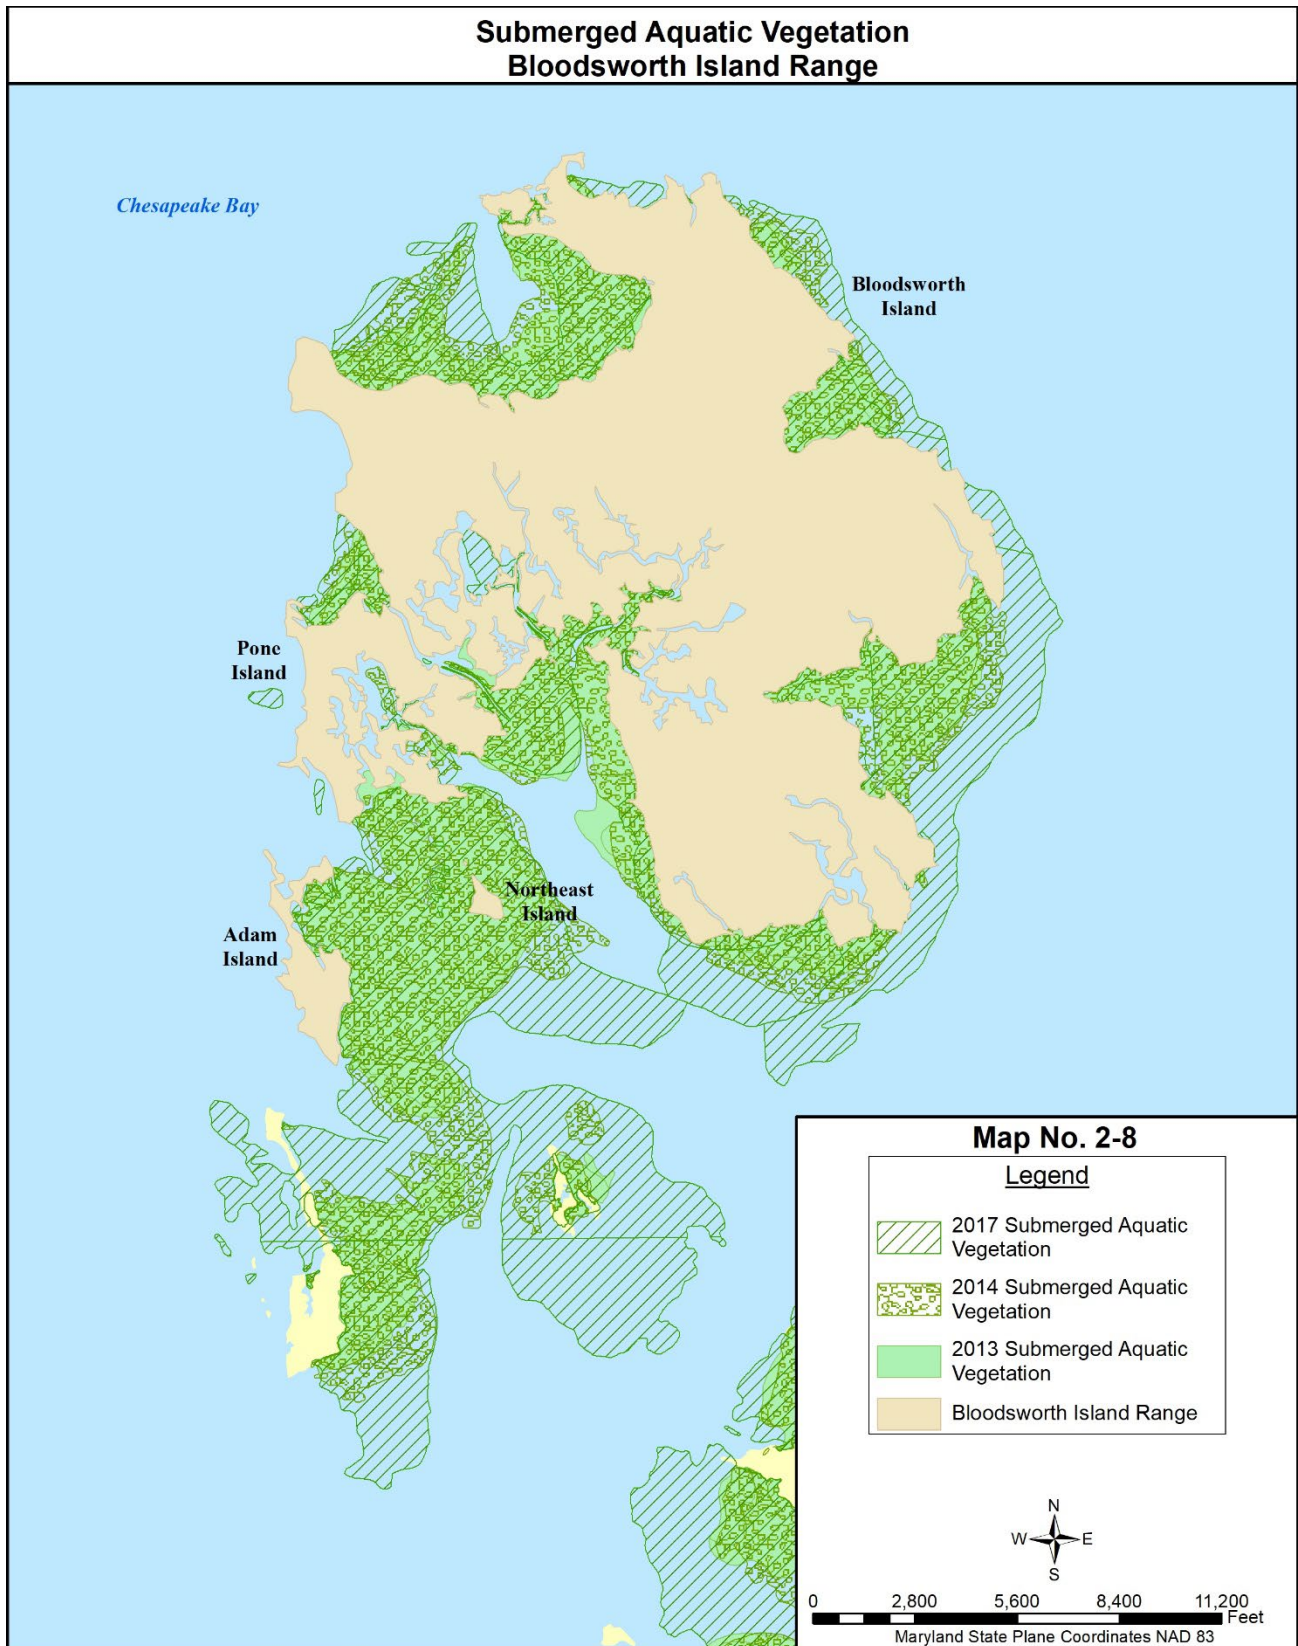 Submerged Aquatic Vegetation
Bloodsworth Island Range
Chesapeake Bay
Bloodsworth
Island
Pone
Island
Northeast
Island
Adam
Island
Map No. 2-8
Legend
2017 Submerged Aquatic
Vegetation
2014 Submerged Aquatic
Vegetation
2013 Submerged Aquatic
Vegetation
Bloodsworth Island Range
N
W E
S
0 2,800 5,600 8,400 11,200
Feet
Maryland State Plane Coordinates NAD 83